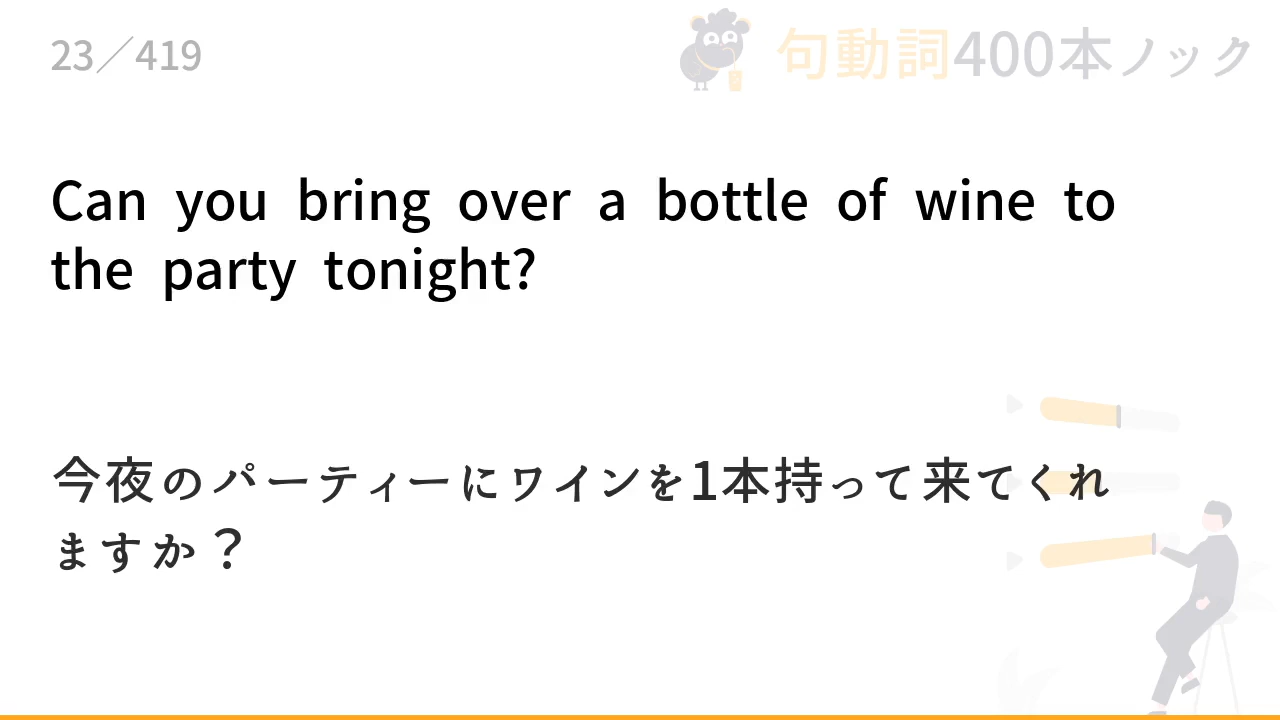 23／419
句動詞400本ノック
Can you bring over a bottle of wine to
the party tonight?
今夜のパーティーにワインを1本持って来てくれ
ますか？